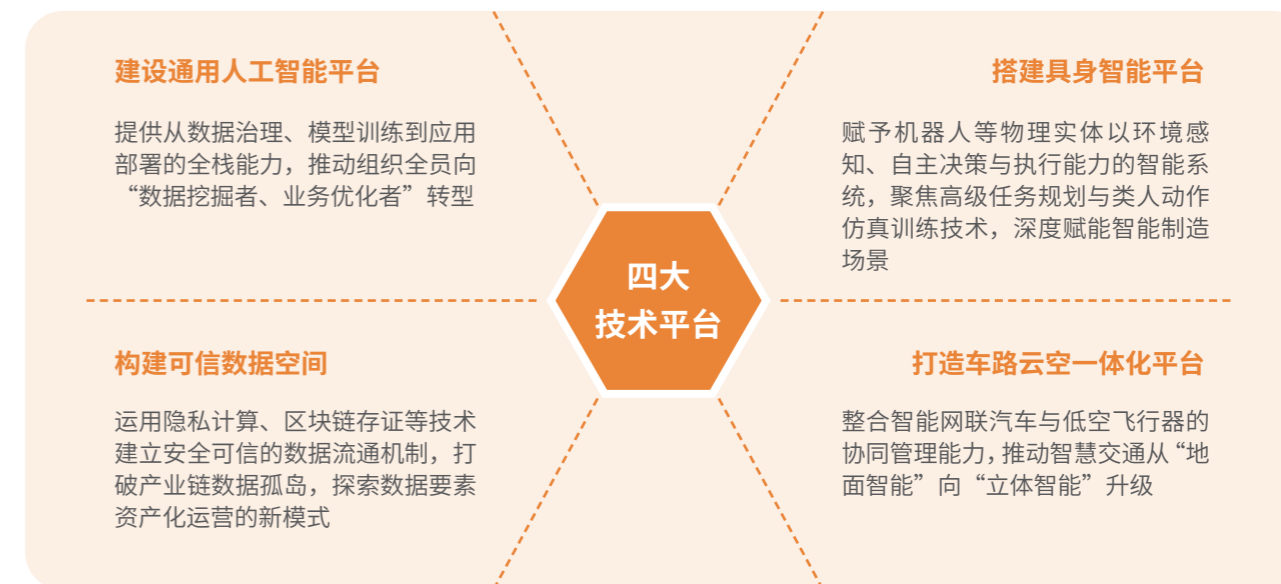 建设通用人工智能平台
提供从数据治理、模型训练到应用
部署的全栈能力，推动组织全员向
“数据挖掘者、业务优化者”转型
搭建具身智能平台
赋予机器人等物理实体以环境感
知、自主决策与执行能力的智能系
统，聚焦高级任务规划与类人动作
仿真训练技术，深度赋能智能制造
场景
四大
技术平台
构建可信数据空间
运用隐私计算、区块链存证等技术
建立安全可信的数据流通机制，打
破产业链数据孤岛，探索数据要素
资产化运营的新模式
打造车路云空一体化平台
整合智能网联汽车与低空飞行器的
协同管理能力，推动智慧交通从“地
面智能”向“立体智能”升级